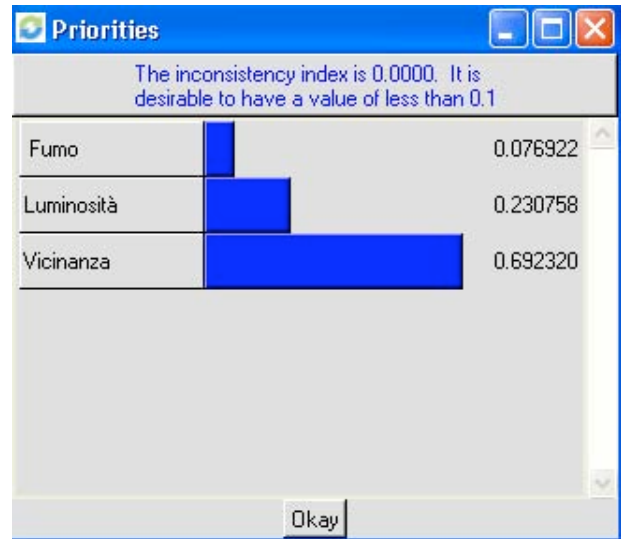 Priorities
The inconsistency index is 0.0000. It is
desirable to have a value of less than 0.1
Fumo 0.076922
Luminosità 0.230758
Vicinanza 0.692320
Okay